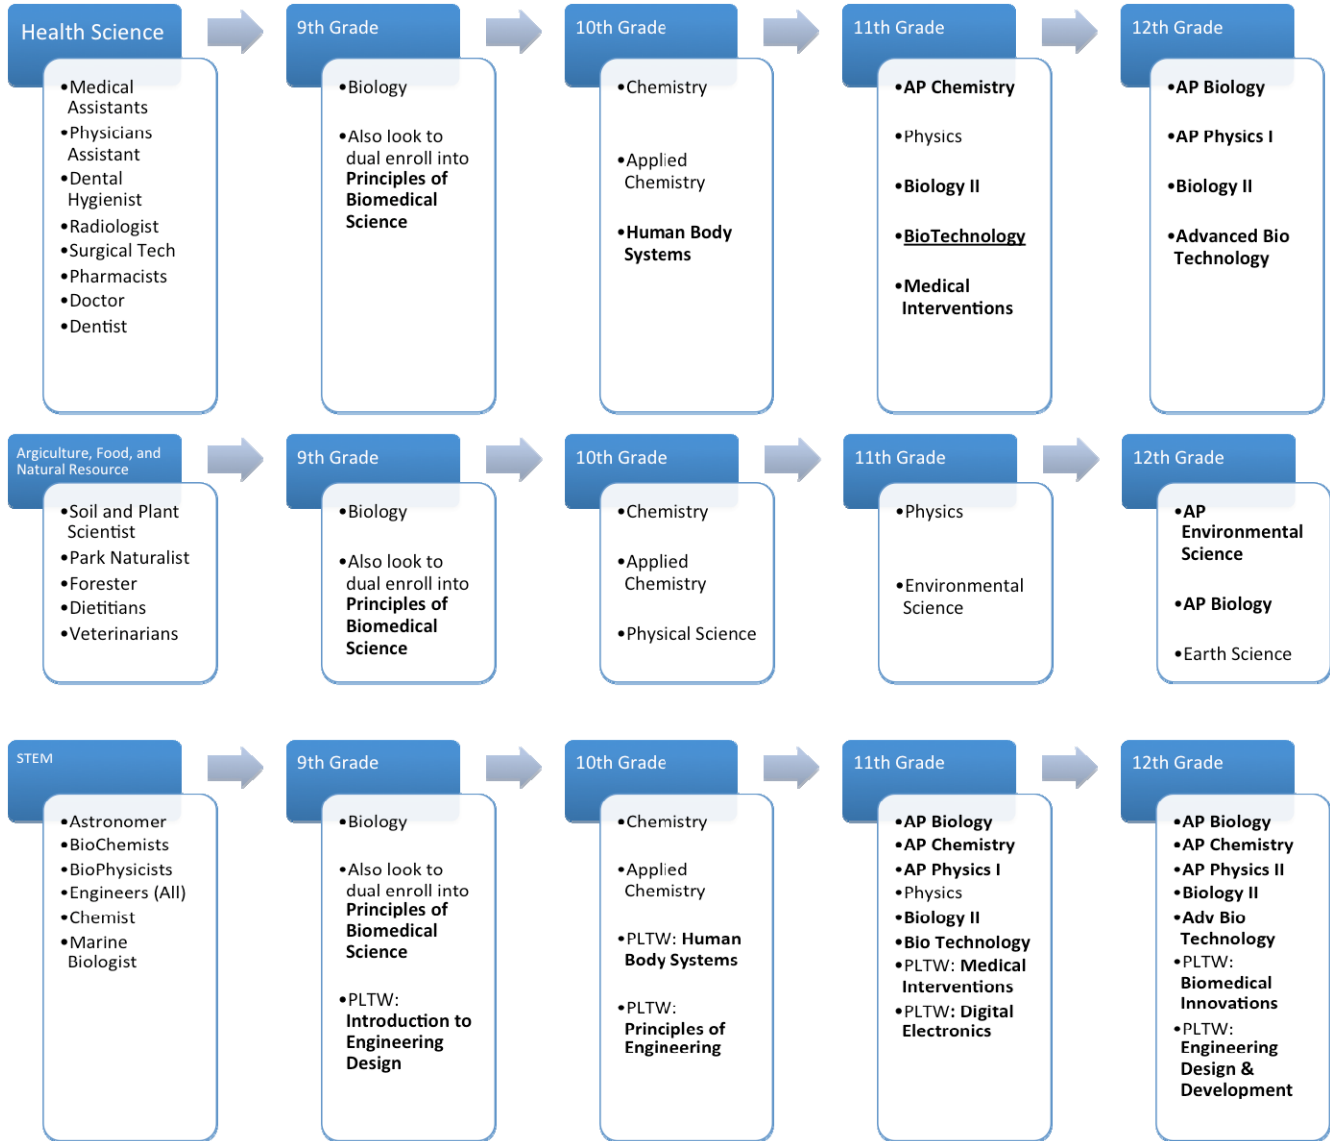 Health Science
•Medical
Assistants
•Physicians
Assistant
•Dental
Hygienist
•Radiologist
•Surgical Tech
•Pharmacists
•Doctor
•Dentist
9th Grade
•Biology
•Also look to
dual enroll into
Principles of
Biomedical
Science
10th Grade
•Chemistry
•Applied
Chemistry
•Human Body
Systems
11th Grade
•AP Chemistry
•Physics
•Biology II
•BioTechnology
•Medical
Interventions
12th Grade
•AP Biology
•AP Physics I
•Biology II
•Advanced Bio
Technology
Argiculture, Food, and
Natural Resource
•Soil and Plant
Scientist
•Park Naturalist
•Forester
•Dietitians
•Veterinarians
9th Grade
•Biology
•Also look to
dual enroll into
Principles of
Biomedical
Science
10th Grade
•Chemistry
•Applied
Chemistry
•Physical Science
11th Grade
•Physics
•Environmental
Science
12th Grade
•AP
Environmental
Science
•AP Biology
•Earth Science
STEM
•Astronomer
•BioChemists
•BioPhysicists
•Engineers (All)
•Chemist
•Marine
Biologist
9th Grade
•Biology
•Also look to
dual enroll into
Principles of
Biomedical
Science
•PLTW:
Introduction to
Engineering
Design
10th Grade
•Chemistry
•Applied
Chemistry
•PLTW: Human
Body Systems
•PLTW:
Principles of
Engineering
11th Grade
•AP Biology
•AP Chemistry
•AP Physics I
•Physics
•Biology II
•Bio Technology
•PLTW: Medical
Interventions
•PLTW: Digital
Electronics
12th Grade
•AP Biology
•AP Chemistry
•AP Physics II
•Biology II
•Adv Bio
Technology
•PLTW:
Biomedical
Innovations
•PLTW:
Engineering
Design &
Development